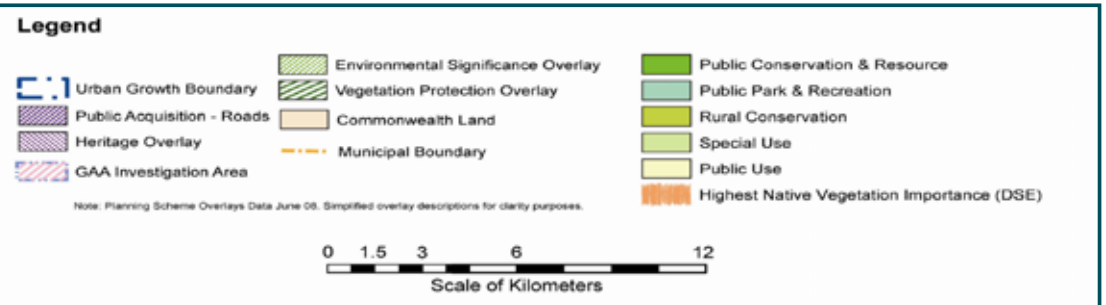 Legend
Urban Growth Boundary
Public Acquisition - Roads
Heritage Overlay
GAA Investigation Area
Environmental Significance Overlay
Vegetation Protection Overlay
Commonwealth Land
Municipal Boundary
Public Conservation & Resource
Public Park & Recreation
Rural Conservation
Special Use
Public Use
Highest Native Vegetation Importance (DSE)
Note: Planning Scheme Overlays Data June 08. Simplified overlay descriptions for clarity purposes.
0 1.5 3 6 12
Scale of Kilometers